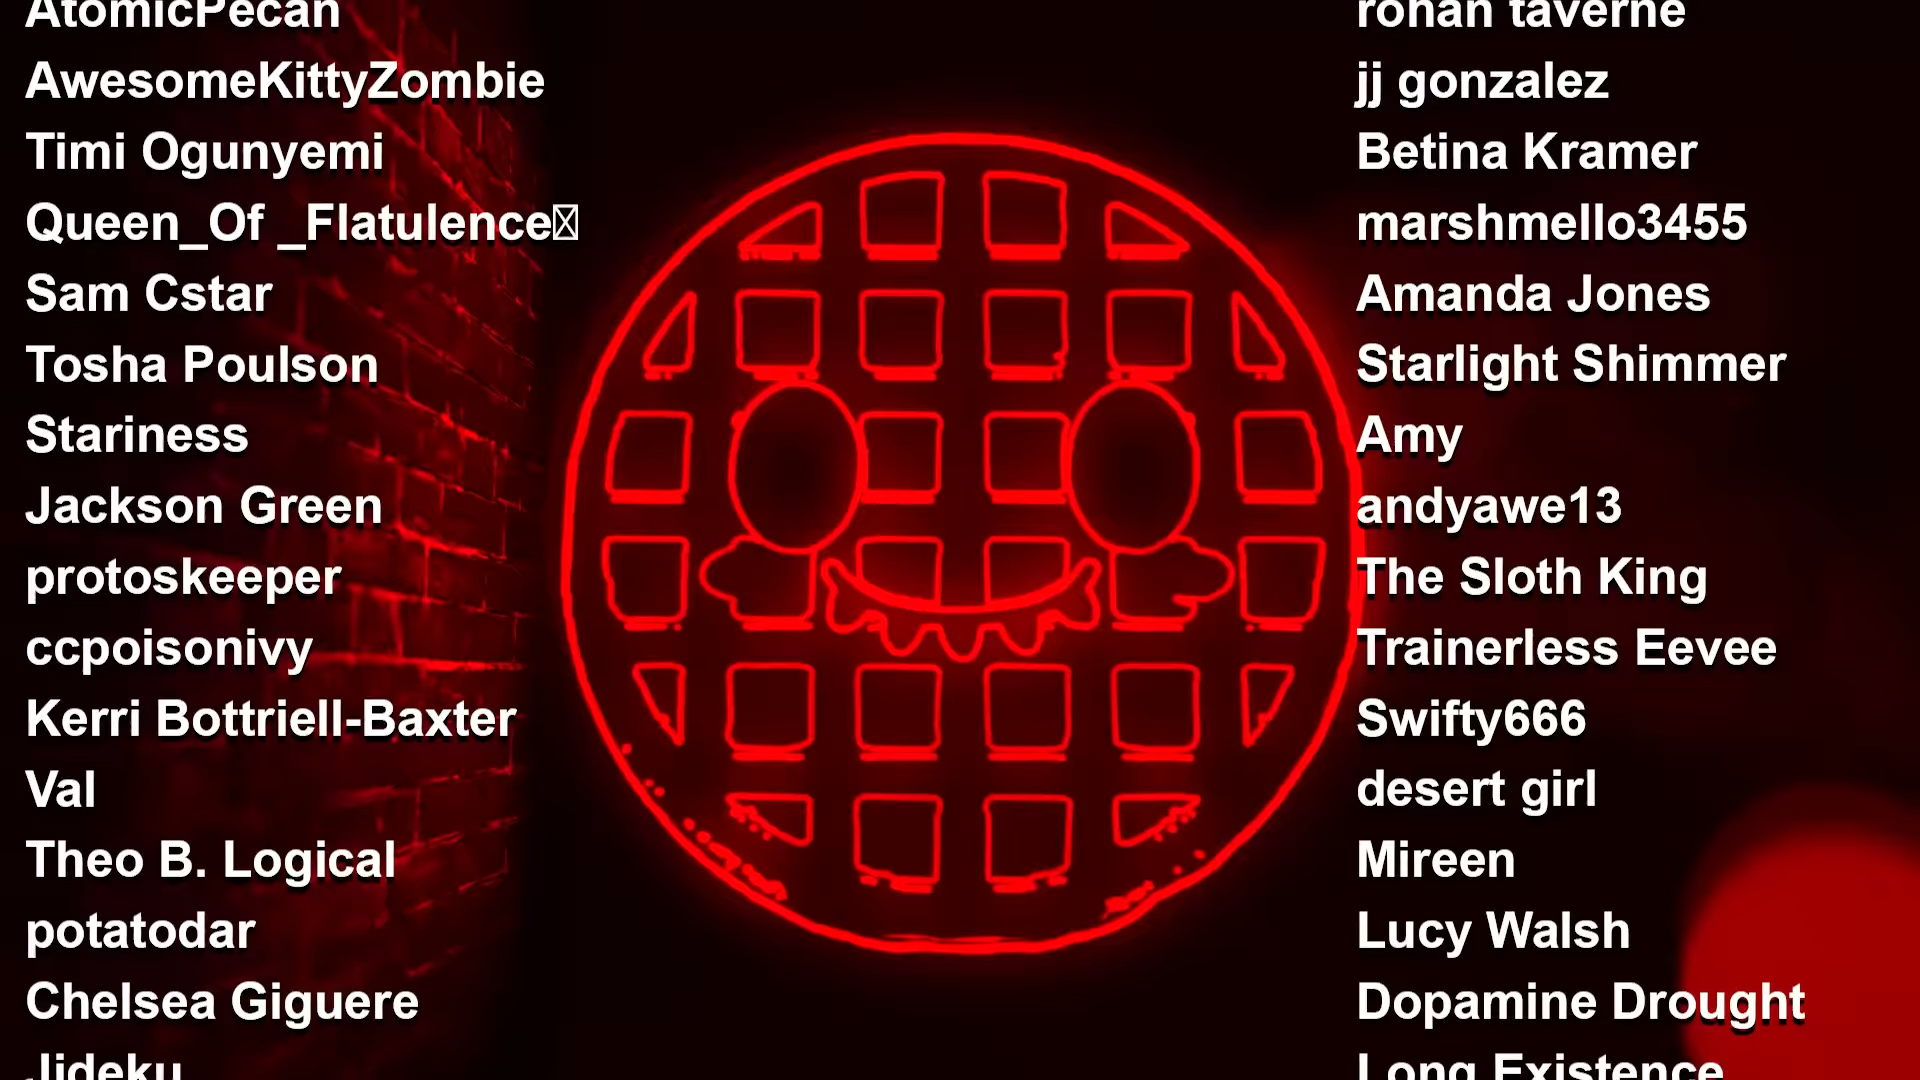 AtomicPecan
AwesomeKittyZombie
Timi Ogunyemi
Queen_Of _Flatulence
Sam Cstar
Tosha Poulson
Stariness
Jackson Green
protoskeeper
ccpoisonivy
Kerri Bottriell-Baxter
Val
Theo B. Logical
potatodar
Chelsea Giguere
Jideku
rohan taverne
jj gonzalez
Betina Kramer
marshmello3455
Amanda Jones
Starlight Shimmer
Amy
andyawe13
The Sloth King
Trainerless Eevee
Swifty666
desert girl
Mireen
Lucy Walsh
Dopamine Drought
Long Existence